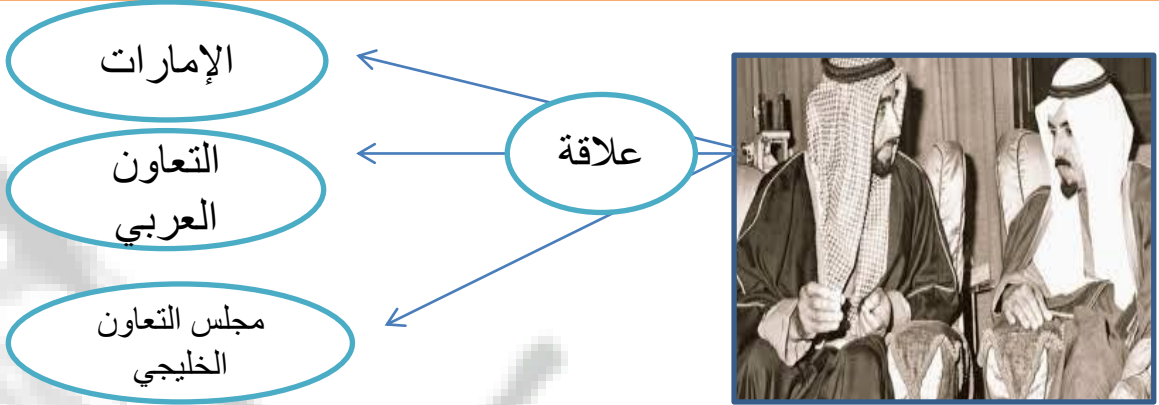 الإمارات
علاقة
التعاون
العربي
مجلس التعاون
الخليجي